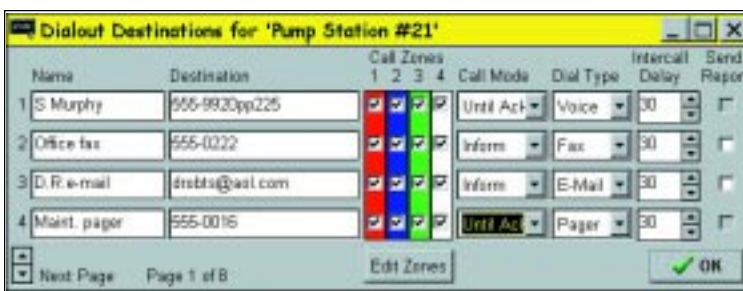 Dialout Destinations for 'Pump Station #21'
Call Zones Intercall Send
Name Destination 1 2 3 4 Call Mode Dial Type Delay Repor
1 S Murphy 555-9920pp225 Until Ack Voice 30
2 Office fax 555-0222 Inform Fax 30
3 D.R.e-mail drobts@aol.com Inform E-Mail 30
4 Maint. pager 555-0016 Until Ack Pager 30
Next Page Page 1 of 8 Edit Zones OK